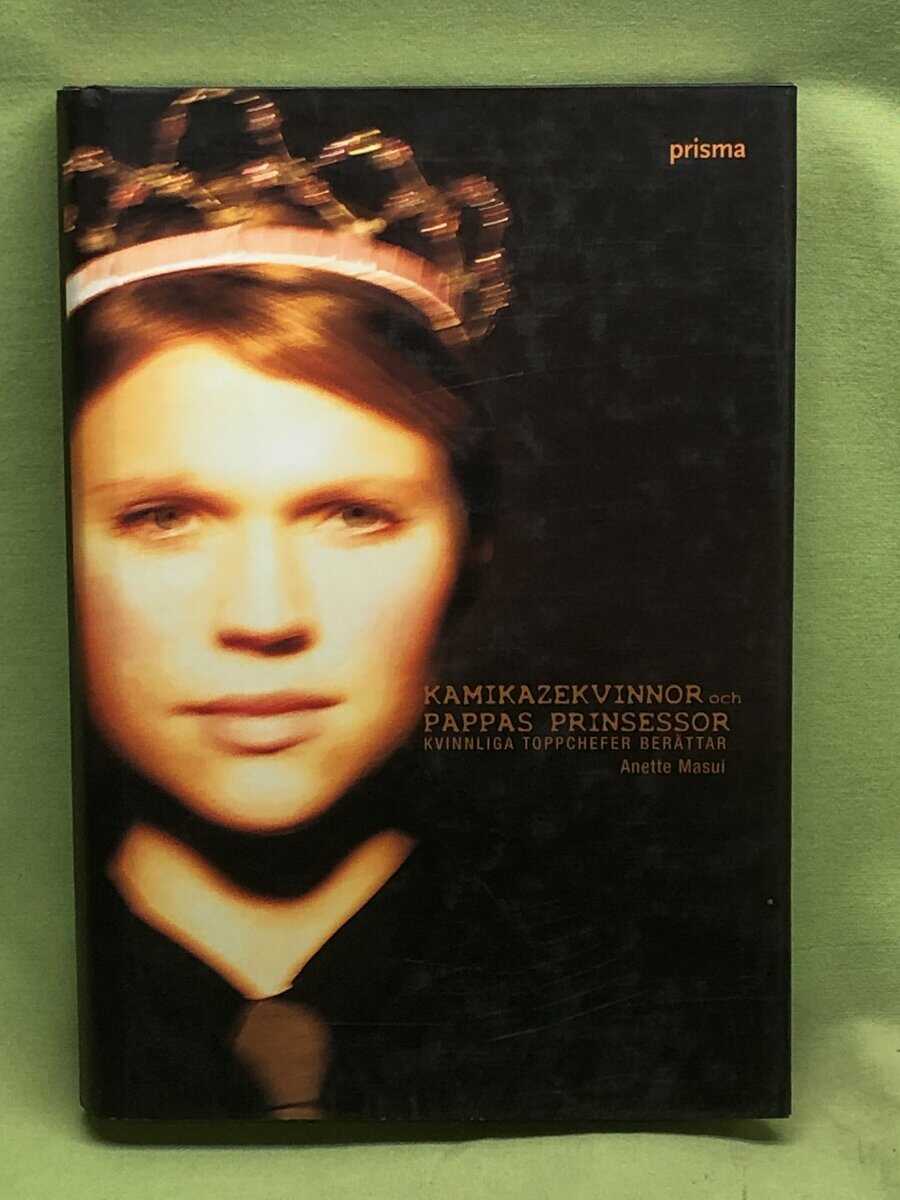 prisma
KAMIKAZEKVINNOR och
PAPPAS PRINSESSOR
KVINNLIGA TOPPCHEFER BERÄTTAR
Anette Masui